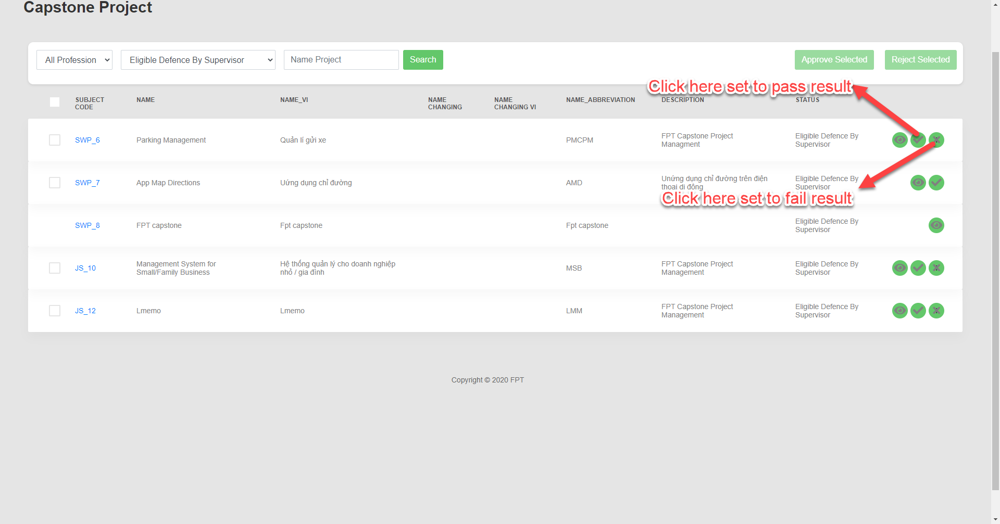 Capstone Project
All Profession
Eligible Defence By Supervisor
Name Project
Search
Approve Selected
Reject Selected
Click here set to pass result
SUBJECT CODE
NAME
NAME_VI
NAME CHANGING
NAME CHANGING VI
NAME_ABBREVIATION
DESCRIPTION
STATUS
SWP_6
Parking Management
Quản lí gửi xe
PMCPM
FPT Capstone Project
Managment
Eligible Defence By
Supervisor
SWP_7
App Map Directions
Uứng dụng chỉ đường
AMD
Unứng dụng chỉ đường trên điện
thoại di động
Eligible Defence By
Supervisor
Click here set to fail result
SWP_8
FPT capstone
Fpt capstone
Fpt capstone
Eligible Defence By
Supervisor
JS_10
Management System for
Small/Family Business
Hệ thống quản lý cho doanh nghiệp
nhỏ / gia đình
MSB
FPT Capstone Project
Management
Eligible Defence By
Supervisor
JS_12
Lmemo
Lmemo
LMM
FPT Capstone Project
Management
Eligible Defence By
Supervisor
Copyright © 2020 FPT